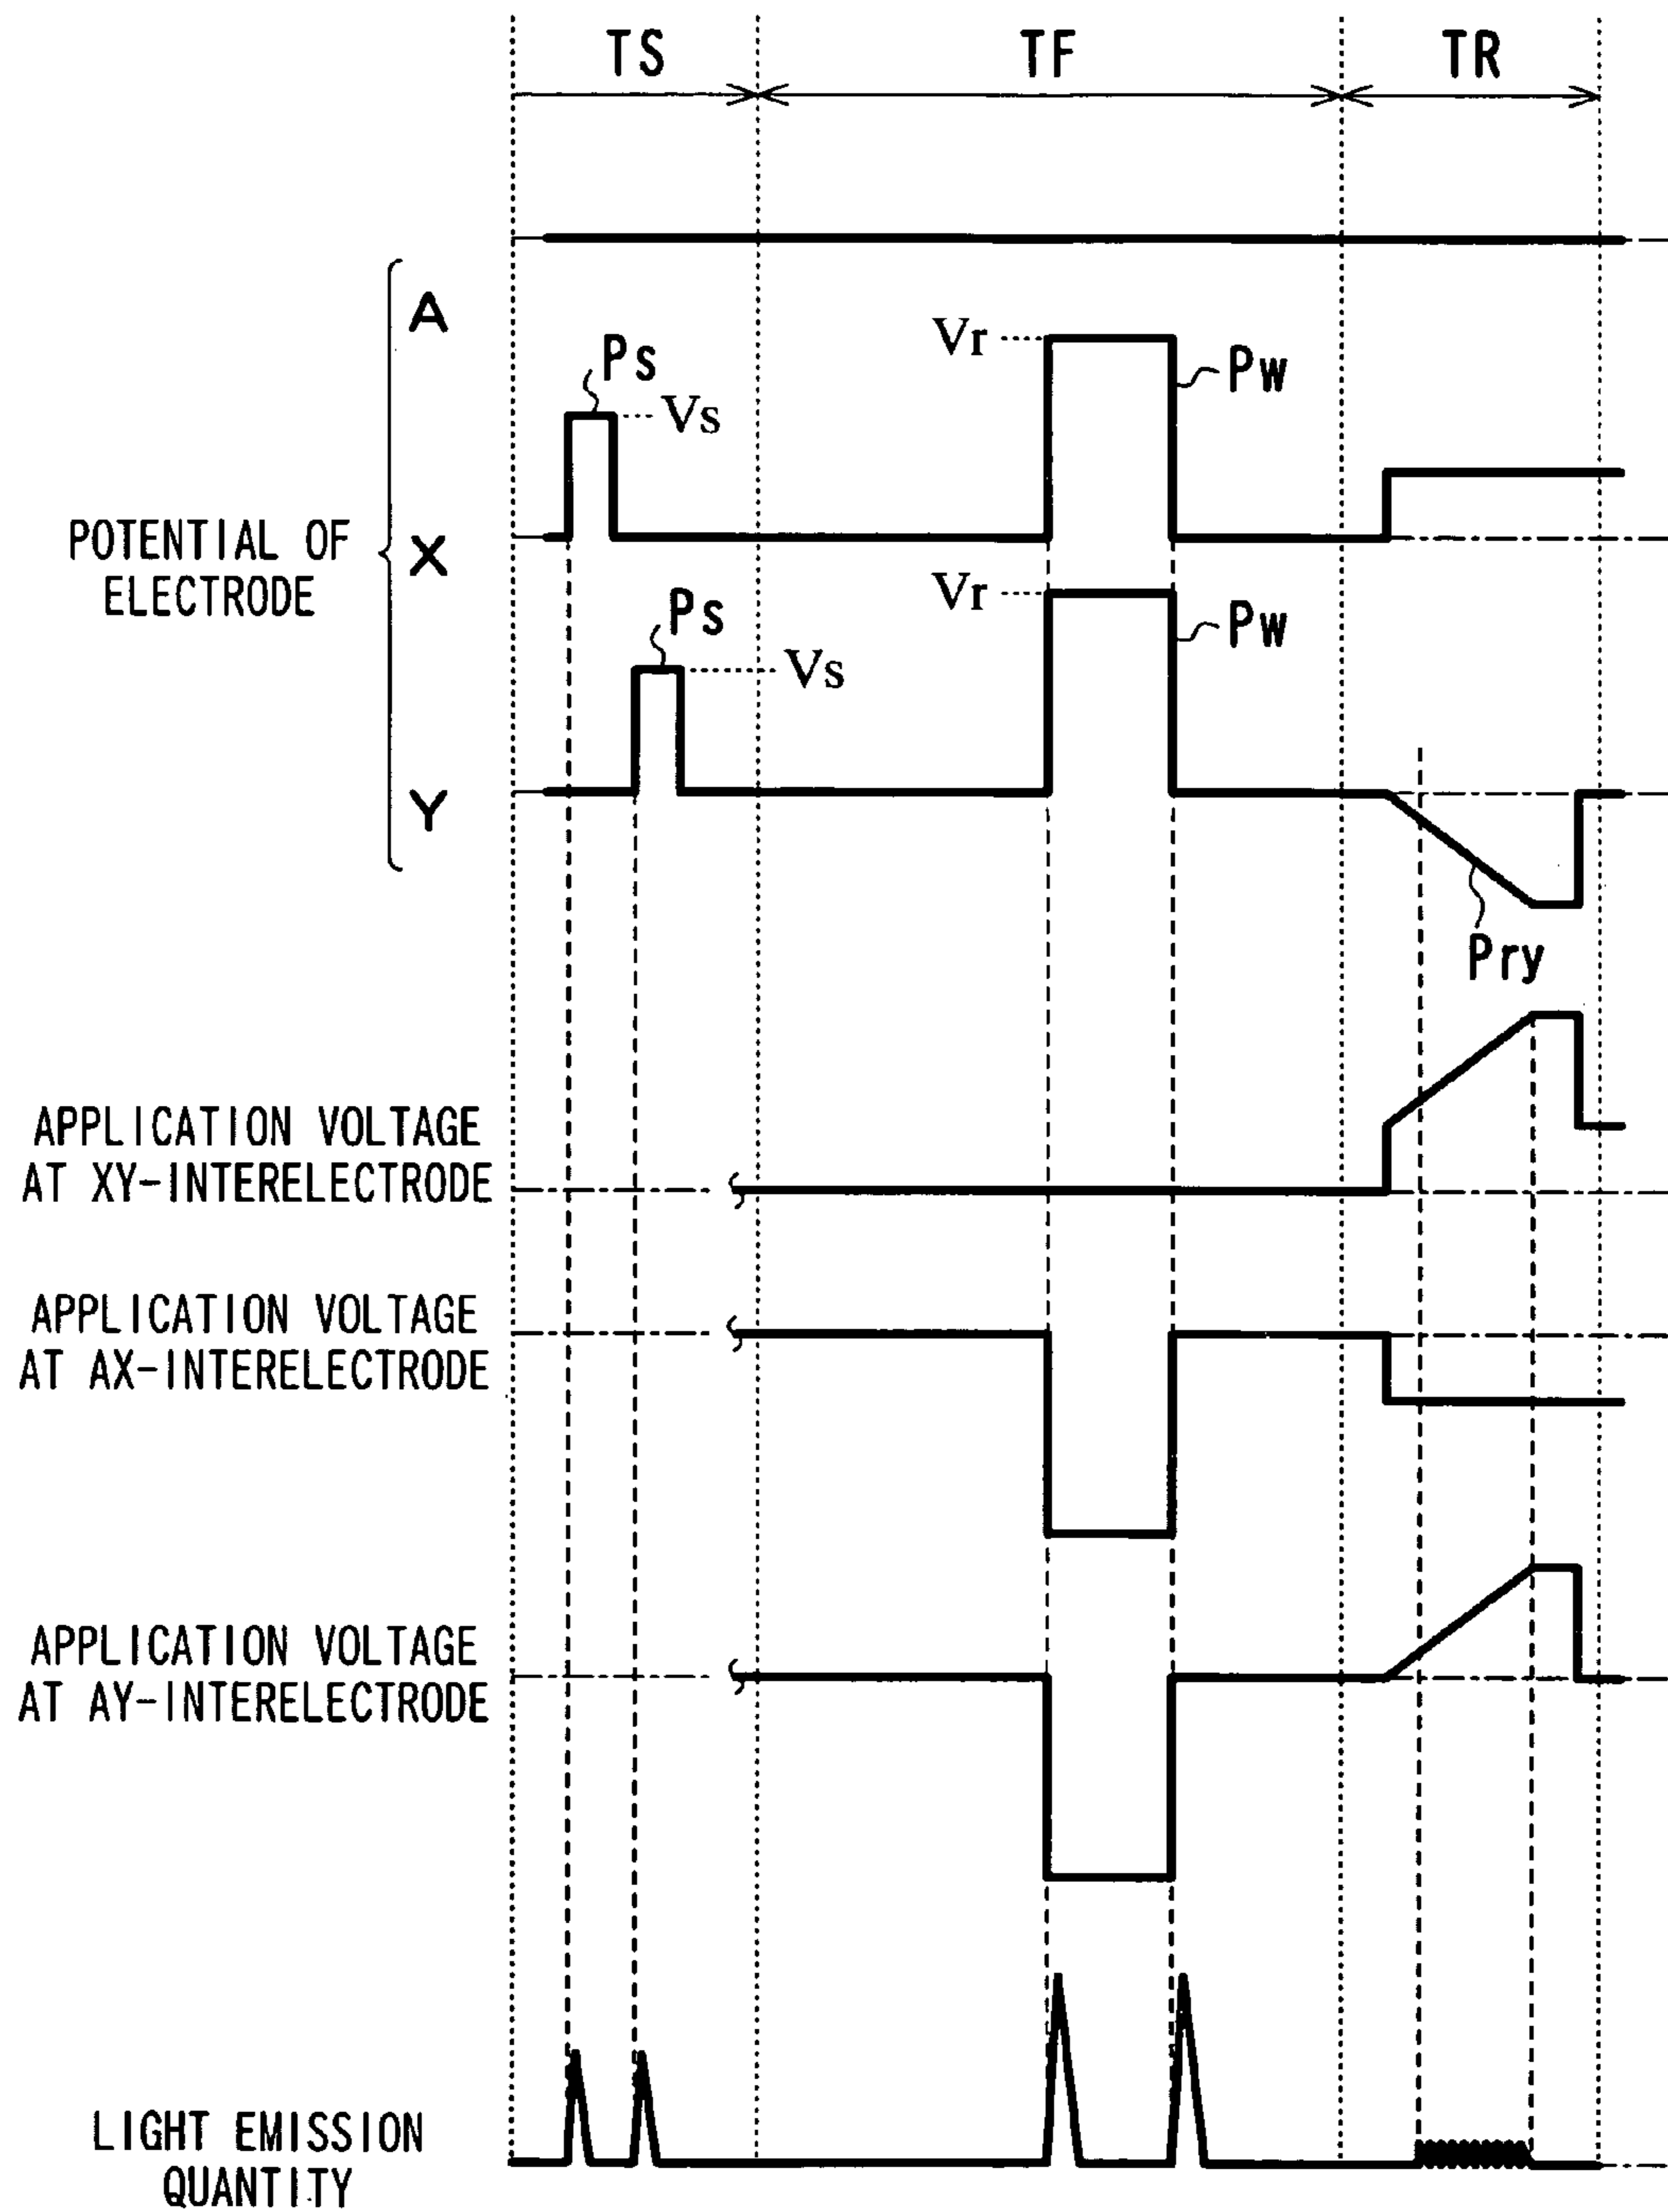 TS TF TR
A
Vr Pw
Ps
Vs
POTENTIAL OF
ELECTRODE
X
Vr Pw
Ps
Vs
Y
Pry
APPLICATION VOLTAGE
AT XY-INTERELECTRODE
APPLICATION VOLTAGE
AT AX-INTERELECTRODE
APPLICATION VOLTAGE
AT AY-INTERELECTRODE
LIGHT EMISSION
QUANTITY